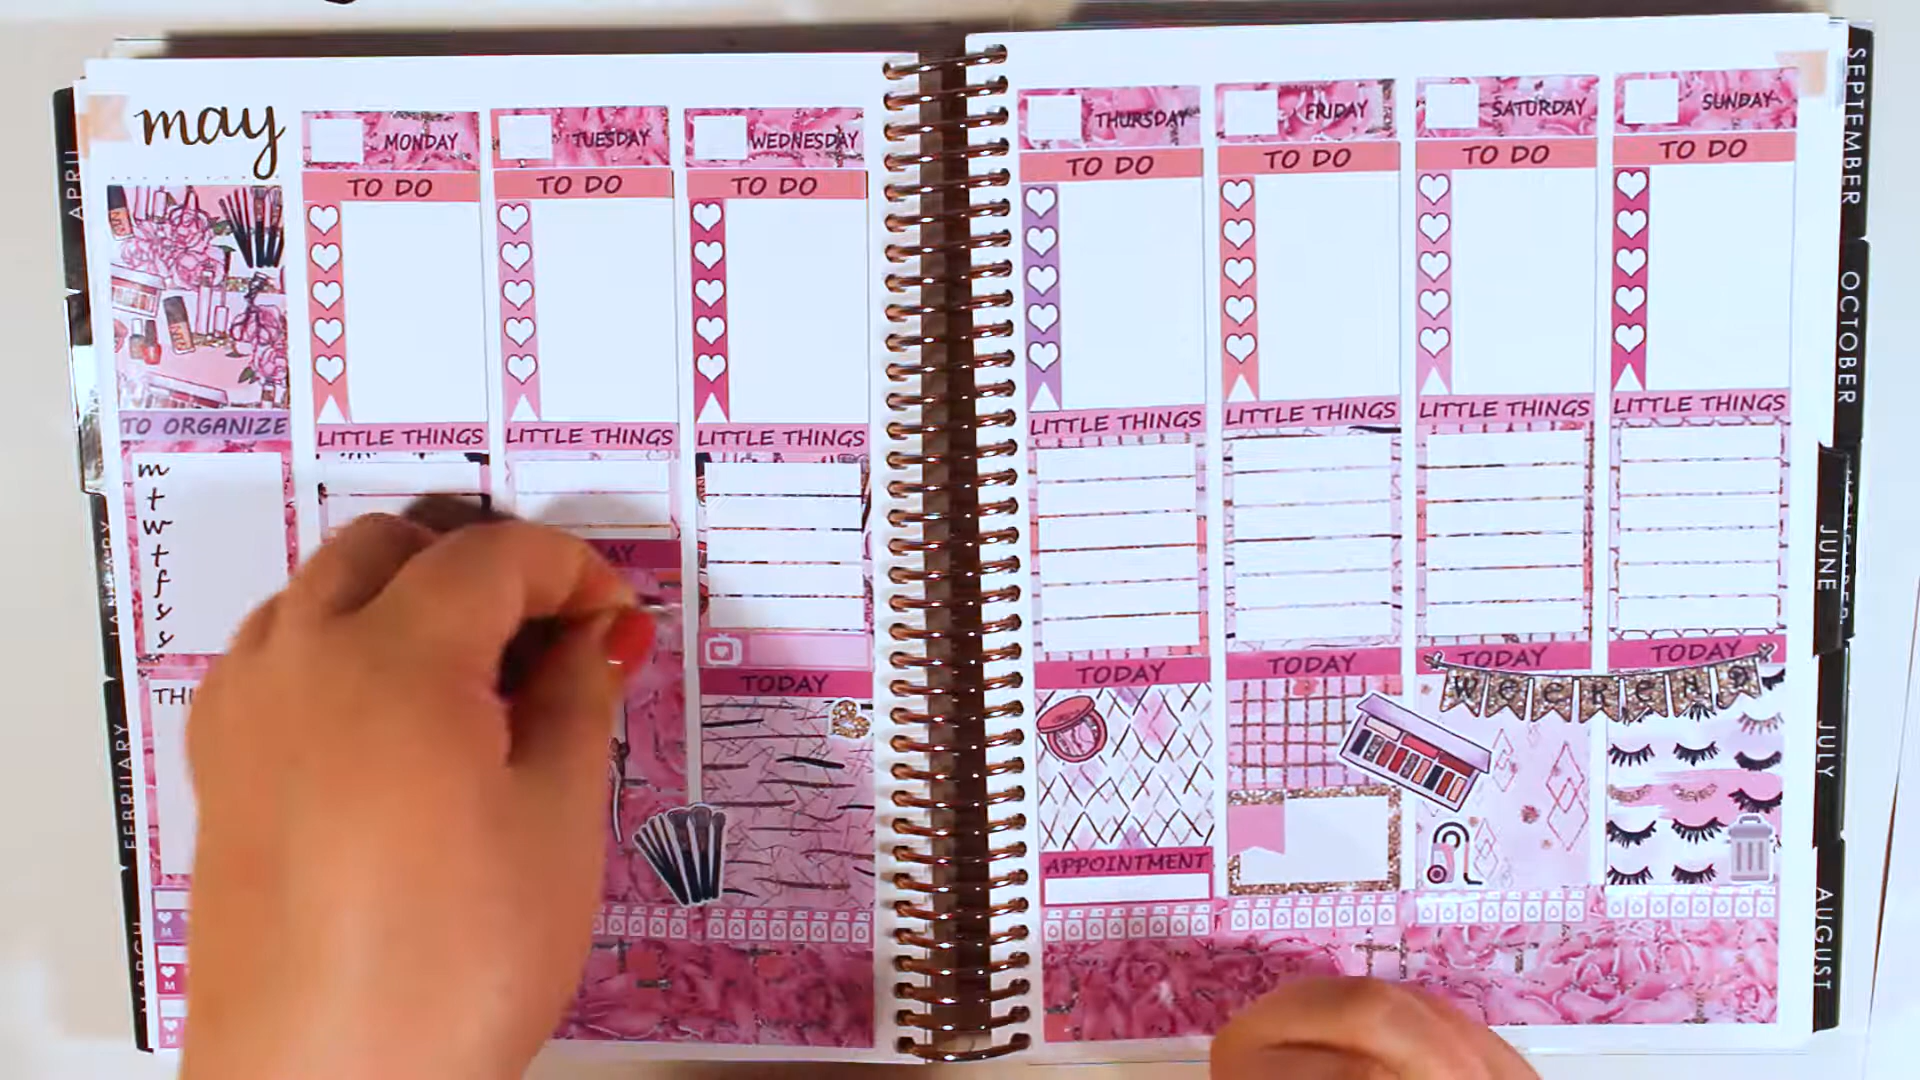 may
MONDAY
TUESDAY
WEDNESDAY
THURSDAY
FRIDAY
SATURDAY
SUNDAY
TO DO
TO DO
TO DO
TO DO
TO DO
TO DO
TO DO
TO ORGANIZE
LITTLE THINGS
LITTLE THINGS
LITTLE THINGS
LITTLE THINGS
LITTLE THINGS
LITTLE THINGS
LITTLE THINGS
m
t
w
t
f
s
s
TODAY
TODAY
TODAY
TODAY
TODAY
WEEKEND
APPOINTMENT
M
M
M
APRIL
FEBRUARY
MARCH
SEPTEMBER
OCTOBER
JUNE
JULY
AUGUST